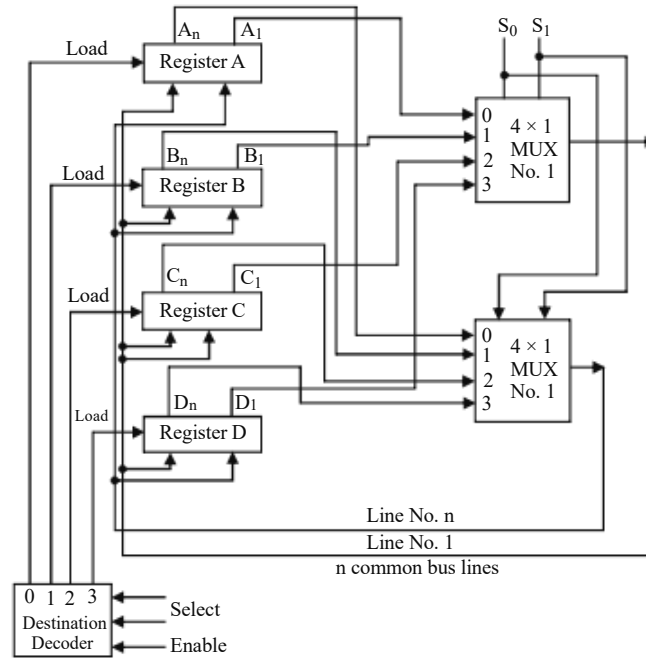 Aₙ A₁
Load
Register A
S₀ S₁
0
1
2
3
4 × 1
MUX
No. 1
Bₙ B₁
Load
Register B
Cₙ C₁
Load
Register C
0
1
2
3
4 × 1
MUX
No. 1
Dₙ D₁
Load
Register D
Line No. n
Line No. 1
n common bus lines
0 1 2 3
Destination
Decoder
Select
Enable